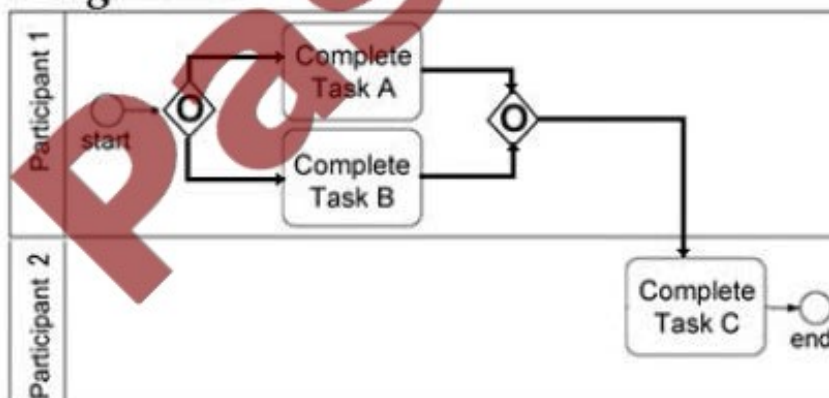 Participant 1
start
O
Complete
Task A
Complete
Task B
O
Participant 2
Complete
Task C
end